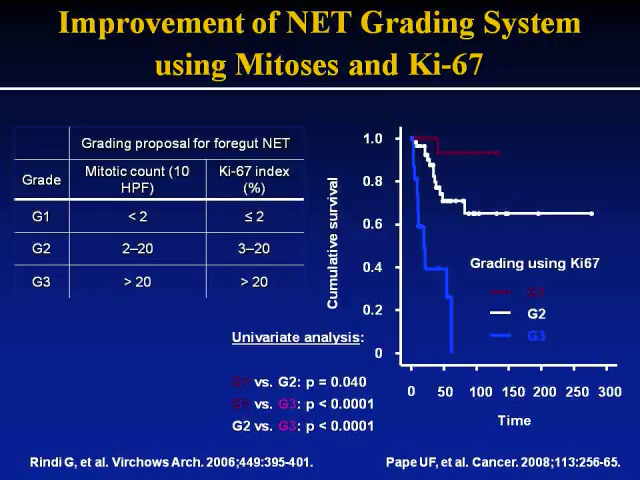 Improvement of NET Grading System
using Mitoses and Ki-67
Grading proposal for foregut NET
Grade
Mitotic count (10
HPF)
Ki-67 index
(%)
G1 < 2 ≤ 2
G2 2–20 3–20
G3 > 20 > 20
Cumulative survival
1.0
0.8
0.6
0.4
0.2
0
0 50 100 150 200 250 300
Time
Grading using Ki67
G1
G2
G3
Univariate analysis:
G1 vs. G2: p = 0.040
G1 vs. G3: p < 0.0001
G2 vs. G3: p < 0.0001
Rindi G, et al. Virchows Arch. 2006;449:395-401.
Pape UF, et al. Cancer. 2008;113:256-65.